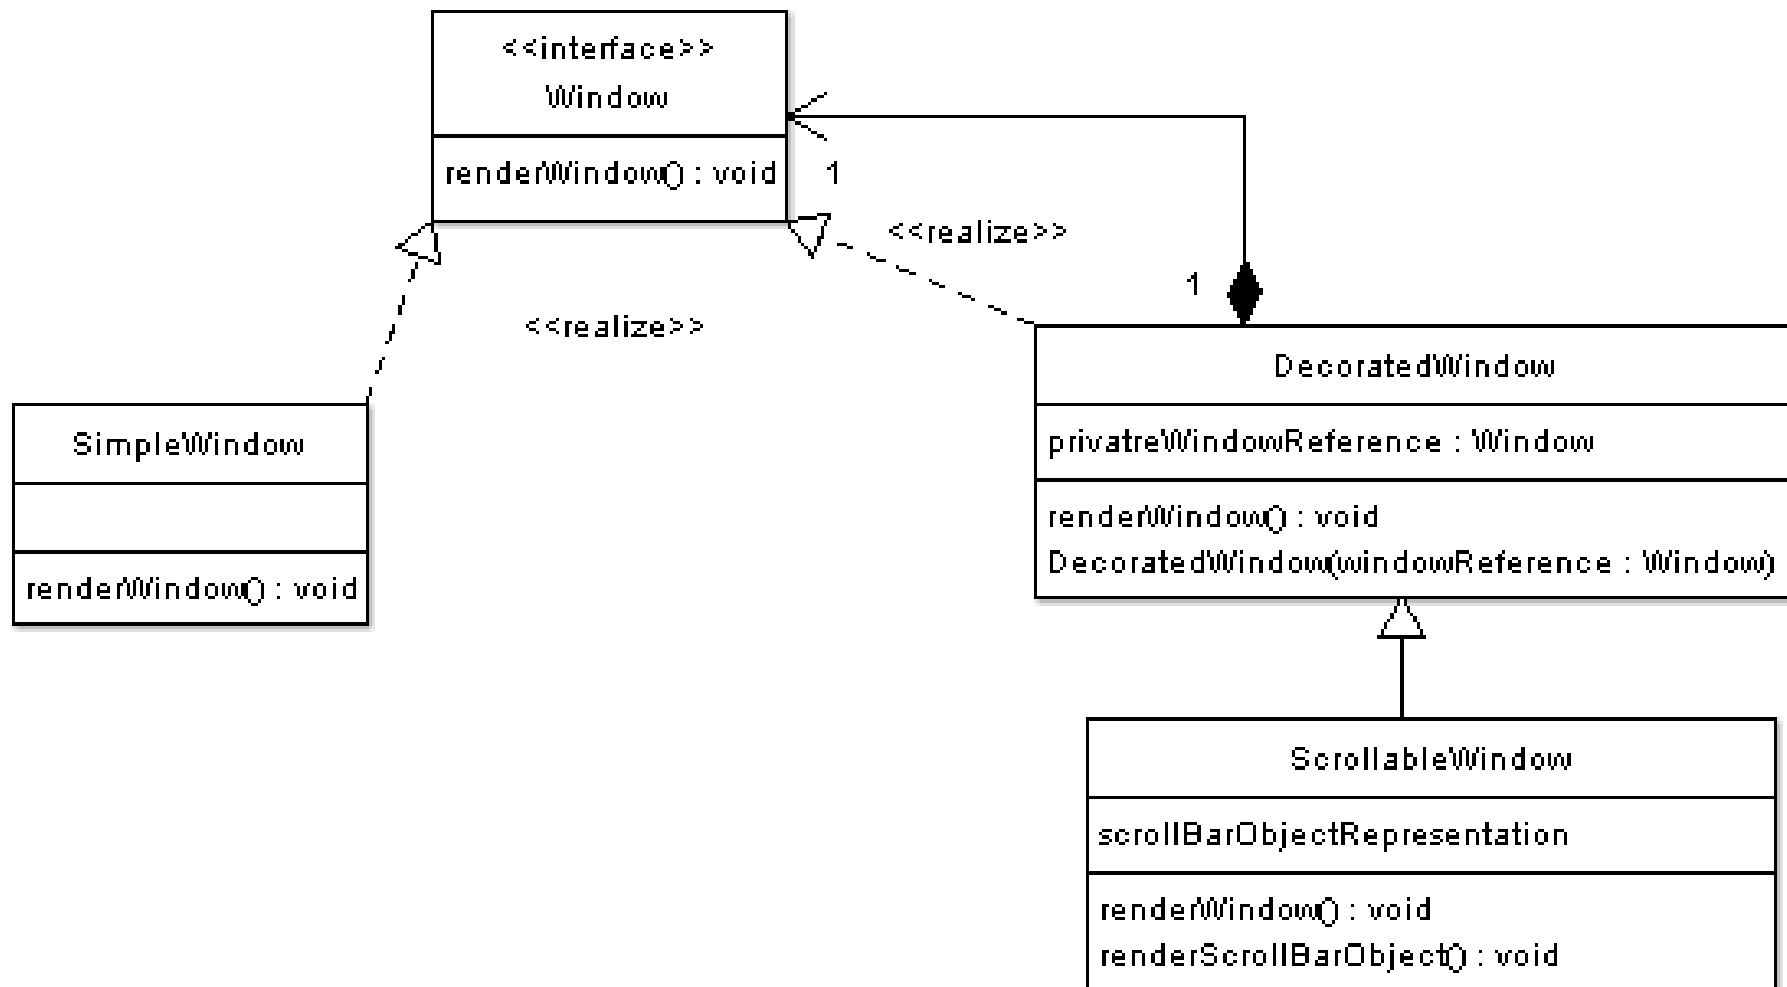 <<interface>>
Window
renderWindow() : void
1
<<realize>>
1
<<realize>>
DecoratedWindow
privatreWindowReference : Window
renderWindow() : void
DecoratedWindow(windowReference : Window)
SimpleWindow
renderWindow() : void
ScrollableWindow
scrollBarObjectRepresentation
renderWindow() : void
renderScrollBarObject() : void